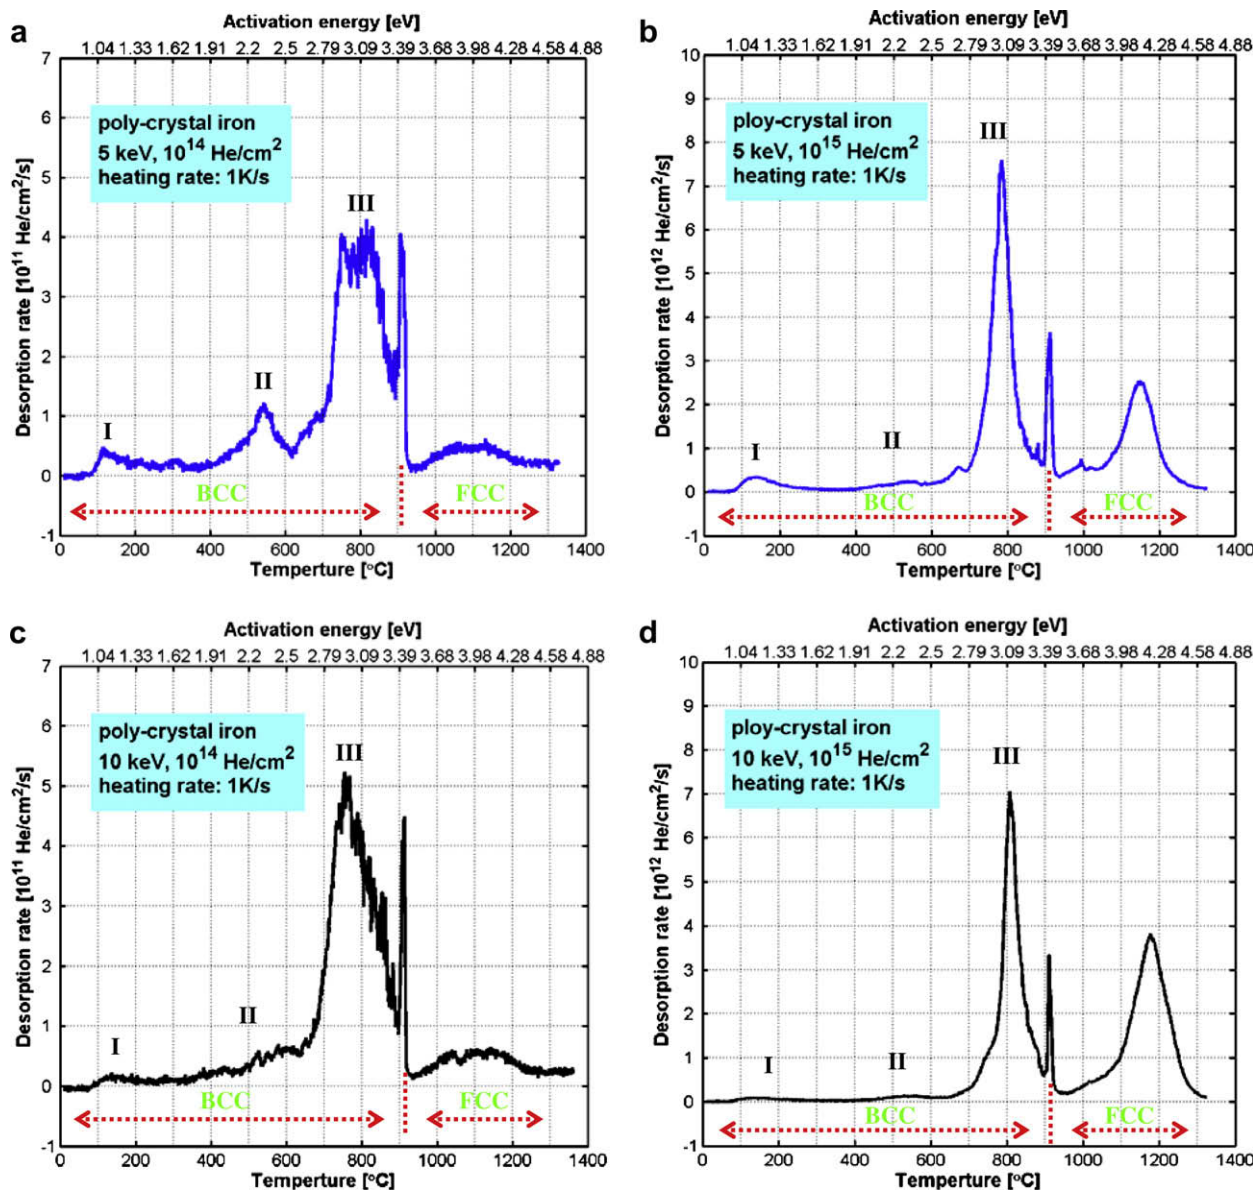 a
Activation energy [eV]
1.04 1.33 1.62 1.91 2.2 2.5 2.79 3.09 3.39 3.68 3.98 4.28 4.58 4.88
7
6
5
4
3
2
1
0
-1
Desorption rate [10^11 He/cm^2/s]
poly-crystal iron
5 keV, 10^14 He/cm^2
heating rate: 1K/s
I
II
III
BCC
FCC
0 200 400 600 800 1000 1200 1400
Temperture [°C]
b
Activation energy [eV]
1.04 1.33 1.62 1.91 2.2 2.5 2.79 3.09 3.39 3.68 3.98 4.28 4.58 4.88
10
9
8
7
6
5
4
3
2
1
0
-1
Desorption rate [10^12 He/cm^2/s]
ploy-crystal iron
5 keV, 10^15 He/cm^2
heating rate: 1K/s
I
II
III
BCC
FCC
0 200 400 600 800 1000 1200 1400
Temperture [°C]
c
Activation energy [eV]
1.04 1.33 1.62 1.91 2.2 2.5 2.79 3.09 3.39 3.68 3.98 4.28 4.58 4.88
7
6
5
4
3
2
1
0
-1
Desorption rate [10^11 He/cm^2/s]
poly-crystal iron
10 keV, 10^14 He/cm^2
heating rate: 1K/s
I
II
III
BCC
FCC
0 200 400 600 800 1000 1200 1400
Temperture [°C]
d
Activation energy [eV]
1.04 1.33 1.62 1.91 2.2 2.5 2.79 3.09 3.39 3.68 3.98 4.28 4.58 4.88
10
9
8
7
6
5
4
3
2
1
0
-1
Desorption rate [10^12 He/cm^2/s]
ploy-crystal iron
10 keV, 10^15 He/cm^2
heating rate: 1K/s
I
II
III
BCC
FCC
0 200 400 600 800 1000 1200 1400
Temperture [°C]